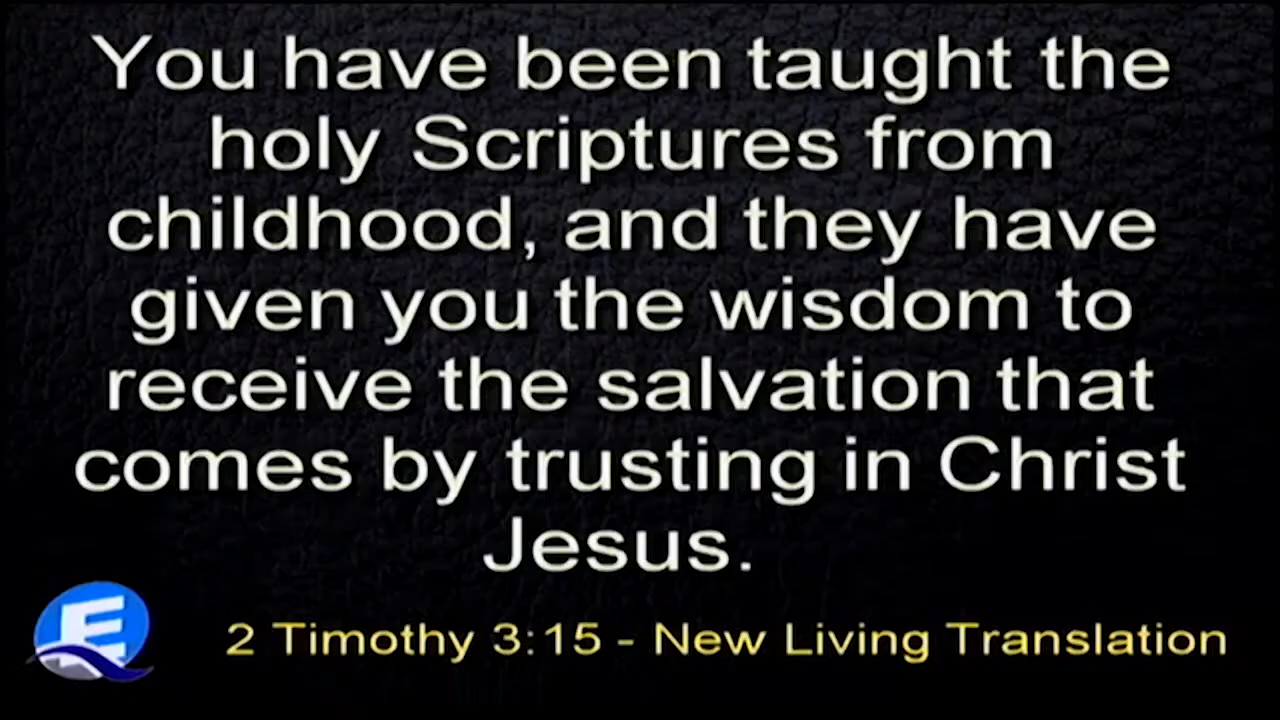 You have been taught the
holy Scriptures from
childhood, and they have
given you the wisdom to
receive the salvation that
comes by trusting in Christ
Jesus.
E
2 Timothy 3:15 - New Living Translation